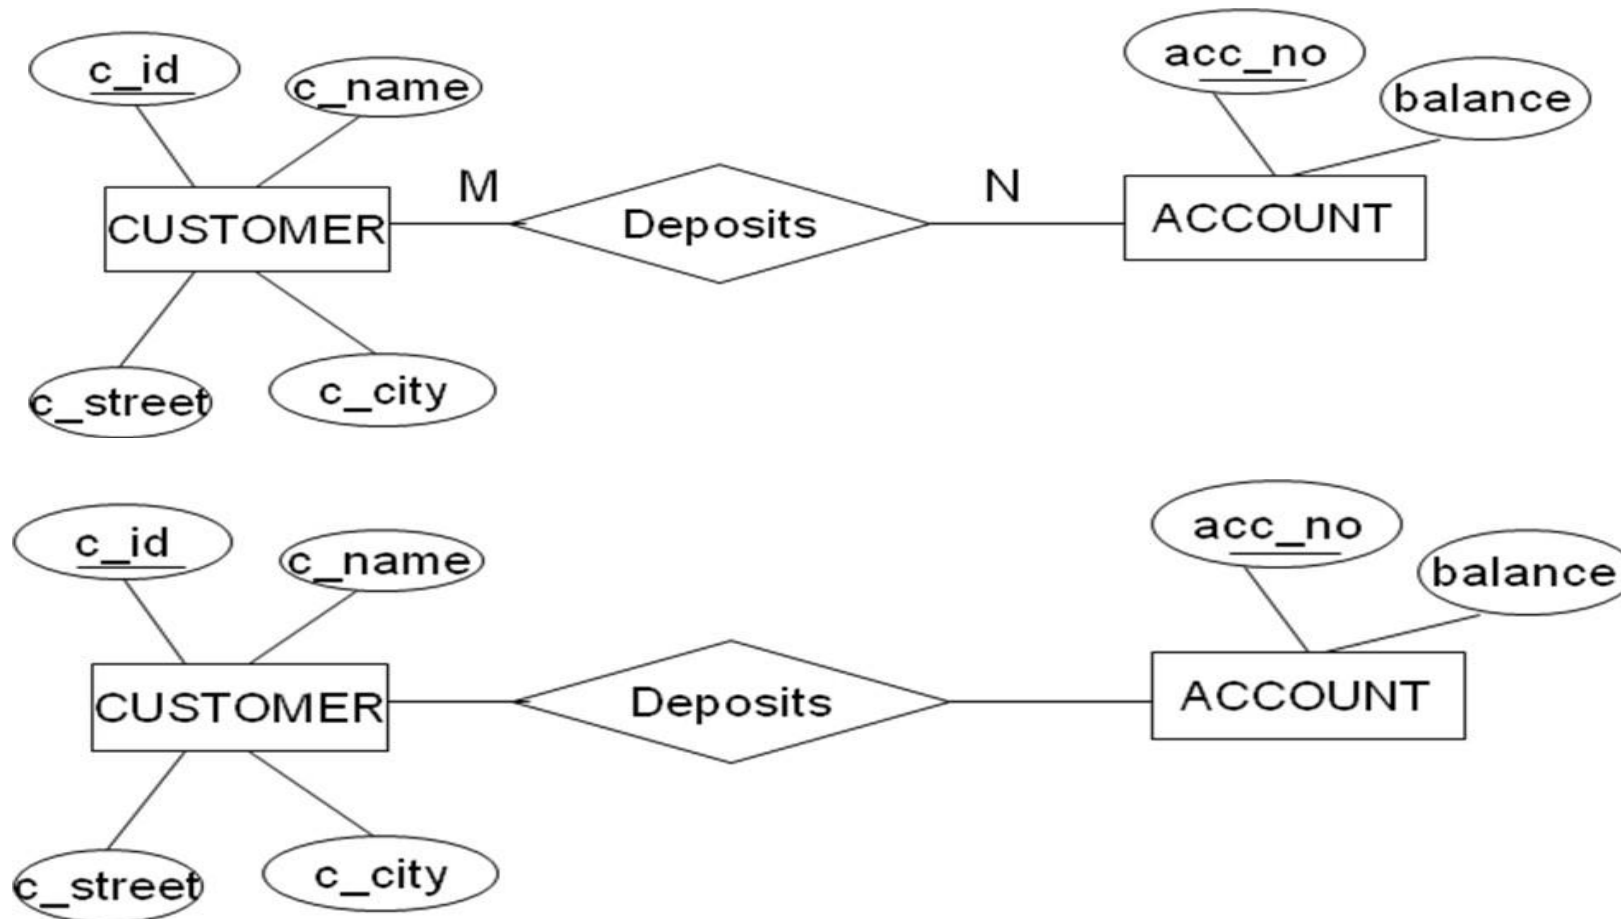 acc_no
c_id
c_name
balance
M
N
CUSTOMER
Deposits
ACCOUNT
c_street
c_city
acc_no
c_id
c_name
balance
CUSTOMER
Deposits
ACCOUNT
c_street
c_city